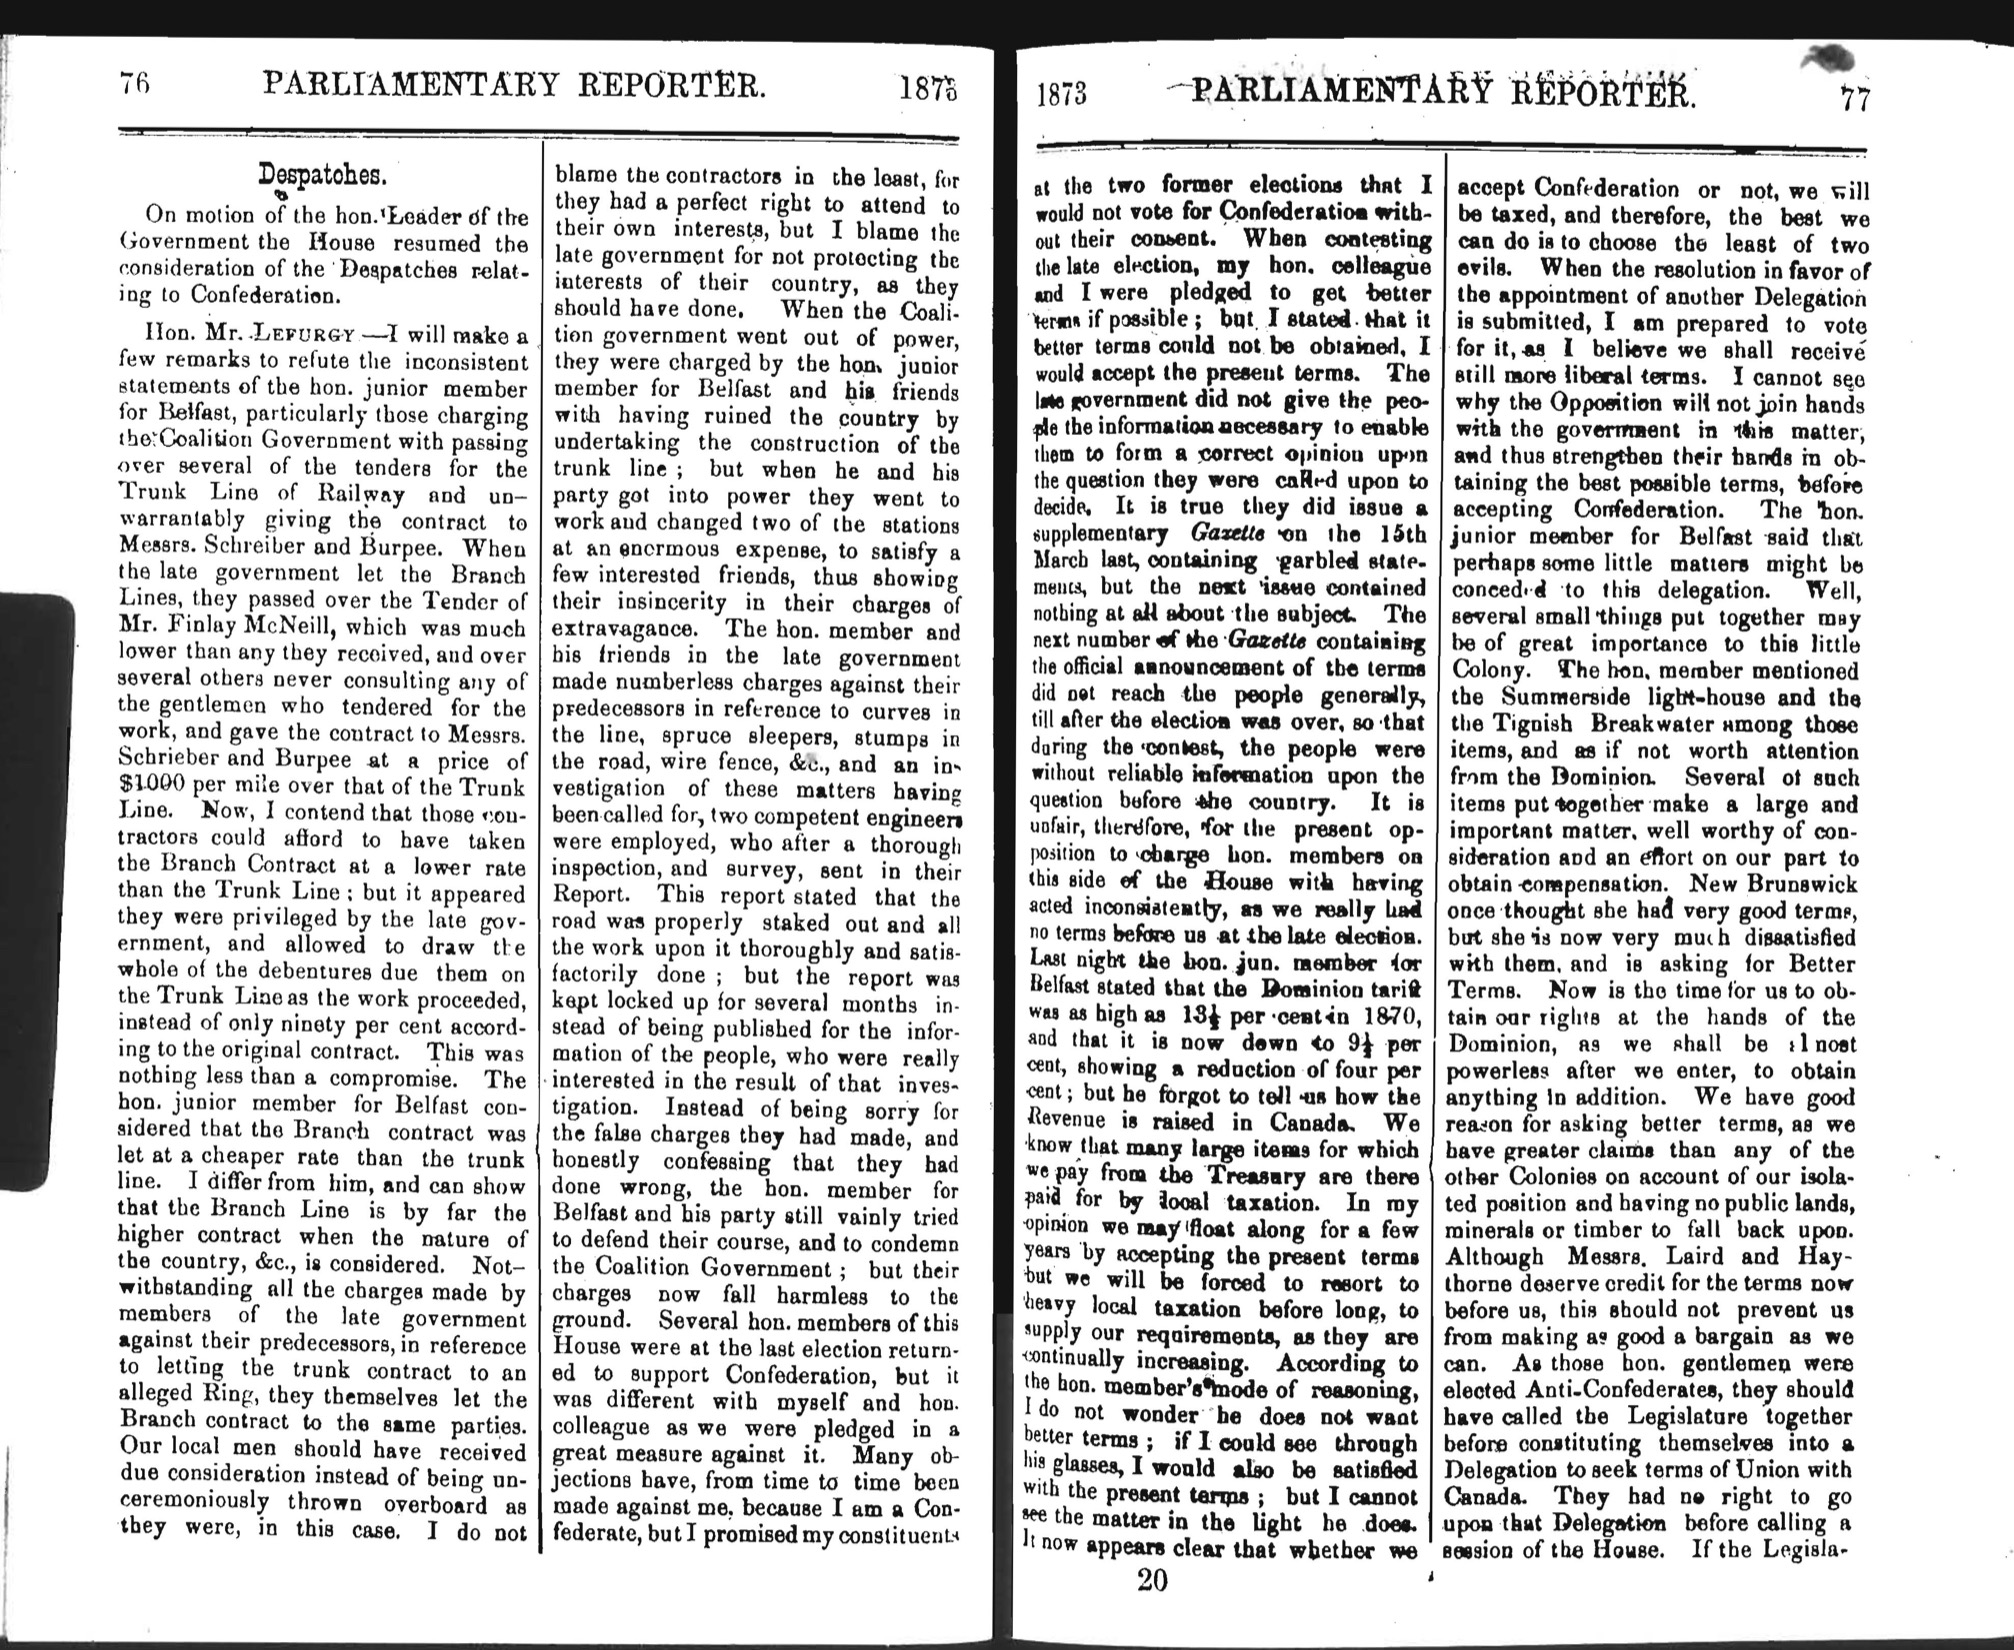 76 PARLIAMENTARY REPORTER. 1873
Despatches.
On motion of the hon. Leader of the
Government the House resumed the
consideration of the Despatches relat-
ing to Confederation.
Hon. Mr. LEFURGY—I will make a
few remarks to refute the inconsistent
statements of the hon. junior member
for Belfast, particularly those charging
the Coalition Government with passing
over several of the tenders for the
Trunk Line of Railway and un-
warrantably giving the contract to
Messrs. Schreiber and Burpee. When
the late government let the Branch
Lines, they passed over the Tender of
Mr. Finlay McNeill, which was much
lower than any they received, and over
several others never consulting any of
the gentlemen who tendered for the
work, and gave the contract to Messrs.
Schrieber and Burpee at a price of
$1000 per mile over that of the Trunk
Line. Now, I contend that those con-
tractors could afford to have taken
the Branch Contract at a lower rate
than the Trunk Line; but it appeared
they were privileged by the late gov-
ernment, and allowed to draw the
whole of the debentures due them on
the Trunk Line as the work proceeded,
instead of only ninety per cent accord-
ing to the original contract. This was
nothing less than a compromise. The
hon. junior member for Belfast con-
sidered that the Branch contract was
let at a cheaper rate than the trunk
line. I differ from him, and can show
that the Branch Line is by far the
higher contract when the nature of
the country, &c., is considered. Not-
withstanding all the charges made by
members of the late government
against their predecessors, in reference
to letting the trunk contract to an
alleged Ring, they themselves let the
Branch contract to the same parties.
Our local men should have received
due consideration instead of being un-
ceremoniously thrown overboard as
they were, in this case. I do not
blame the contractors in the least, for
they had a perfect right to attend to
their own interests, but I blame the
late government for not protecting the
interests of their country, as they
should have done. When the Coali-
tion government went out of power,
they were charged by the hon. junior
member for Belfast and his friends
with having ruined the country by
undertaking the construction of the
trunk line; but when he and his
party got into power they went to
work and changed two of the stations
at an enormous expense, to satisfy a
few interested friends, thus showing
their insincerity in their charges of
extravagance. The hon. member and
his friends in the late government
made numberless charges against their
predecessors in reference to curves in
the line, spruce sleepers, stumps in
the road, wire fence, &c., and an in-
vestigation of these matters having
been called for, two competent engineers
were employed, who after a thorough
inspection, and survey, sent in their
Report. This report stated that the
road was properly staked out and all
the work upon it thoroughly and satis-
factorily done; but the report was
kept locked up for several months in-
stead of being published for the infor-
mation of the people, who were really
interested in the result of that inves-
tigation. Instead of being sorry for
the false charges they had made, and
honestly confessing that they had
done wrong, the hon. member for
Belfast and his party still vainly tried
to defend their course, and to condemn
the Coalition Government; but their
charges now fall harmless to the
ground. Several hon. members of this
House were at the last election return-
ed to support Confederation, but it
was different with myself and hon.
colleague as we were pledged in a
great measure against it. Many ob-
jections have, from time to time been
made against me, because I am a Con-
federate, but I promised my constituents
1873 PARLIAMENTARY REPORTER. 77
at the two former elections that I
would not vote for Confederation with-
out their consent. When contesting
the late election, my hon. colleague
and I were pledged to get better
terms if possible; but I stated that it
better terms could not be obtained, I
would accept the present terms. The
late government did not give the peo-
ple the information necessary to enable
them to form a correct opinion upon
the question they were called upon to
decide. It is true they did issue a
supplementary Gazette on the 15th
March last, containing garbled state-
ments, but the next issue contained
nothing at all about the subject. The
next number of the Gazette containing
the official announcement of the terms
did not reach the people generally,
till after the election was over, so that
during the contest, the people were
without reliable information upon the
question before the country. It is
unfair, therefore, for the present op-
position to charge hon. members on
this side of the House with having
acted inconsistently, as we really had
no terms before us at the late election.
Last night the hon. jun. member for
Belfast stated that the Dominion tariff
was as high as 13½ per cent in 1870,
and that it is now down to 9½ per
cent, showing a reduction of four per
cent; but he forgot to tell us how the
Revenue is raised in Canada. We
know that many large items for which
we pay from the Treasury are there
paid for by local taxation. In my
opinion we may float along for a few
years by accepting the present terms
but we will be forced to resort to
heavy local taxation before long, to
supply our requirements, as they are
continually increasing. According to
the hon. member's mode of reasoning,
I do not wonder he does not want
better terms; if I could see through
his glasses, I would also be satisfied
with the present terms; but I cannot
see the matter in the light he does.
It now appears clear that whether we
20
accept Confederation or not, we will
be taxed, and therefore, the best we
can do is to choose the least of two
evils. When the resolution in favor of
the appointment of another Delegation
is submitted, I am prepared to vote
for it, as I believe we shall receive
still more liberal terms. I cannot see
why the Opposition will not join hands
with the government in this matter,
and thus strengthen their hands in ob-
taining the best possible terms, before
accepting Confederation. The hon.
junior member for Belfast said that
perhaps some little matters might be
conceded to this delegation. Well,
several small things put together may
be of great importance to this little
Colony. The hon. member mentioned
the Summerside light-house and the
the Tignish Breakwater among those
items, and as if not worth attention
from the Dominion. Several of such
items put together make a large and
important matter, well worthy of con-
sideration and an effort on our part to
obtain compensation. New Brunswick
once thought she had very good terms,
but she is now very much dissatisfied
with them, and is asking for Better
Terms. Now is the time for us to ob-
tain our rights at the hands of the
Dominion, as we shall be almost
powerless after we enter, to obtain
anything in addition. We have good
reason for asking better terms, as we
have greater claims than any of the
other Colonies on account of our isola-
ted position and having no public lands,
minerals or timber to fall back upon.
Although Messrs. Laird and Hay-
thorne deserve credit for the terms now
before us, this should not prevent us
from making as good a bargain as we
can. As those hon. gentlemen were
elected Anti-Confederates, they should
have called the Legislature together
before constituting themselves into a
Delegation to seek terms of Union with
Canada. They had no right to go
upon that Delegation before calling a
session of the House. If the Legisla-